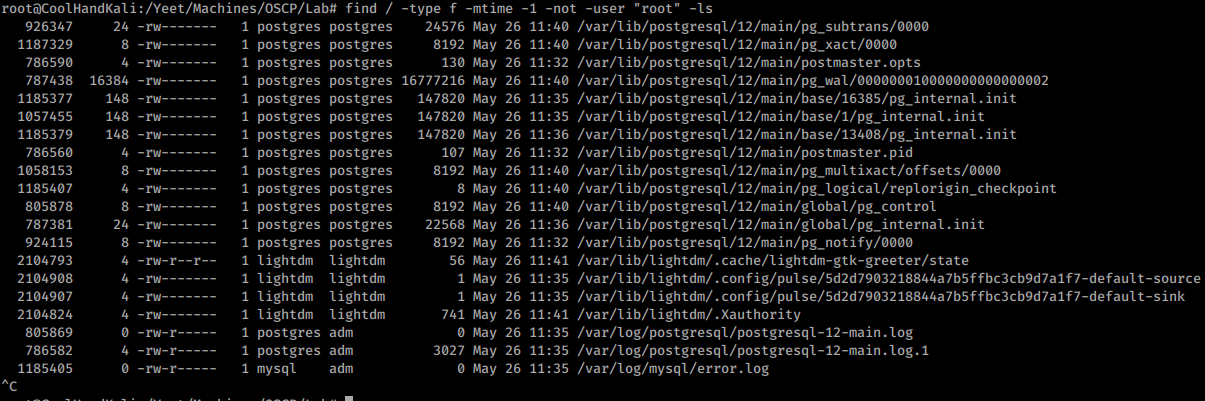 root@CoolHandKali:/Yeet/Machines/OSCP/Lab# find / -type f -mtime -1 -not -user "root" -ls
926347 24 -rw------- 1 postgres postgres 24576 May 26 11:40 /var/lib/postgresql/12/main/pg_subtrans/0000
1187329 8 -rw------- 1 postgres postgres 8192 May 26 11:40 /var/lib/postgresql/12/main/pg_xact/0000
786590 4 -rw------- 1 postgres postgres 130 May 26 11:32 /var/lib/postgresql/12/main/postmaster.opts
787438 16384 -rw------- 1 postgres postgres 16777216 May 26 11:40 /var/lib/postgresql/12/main/pg_wal/000000010000000000000002
1185377 148 -rw------- 1 postgres postgres 147820 May 26 11:35 /var/lib/postgresql/12/main/base/16385/pg_internal.init
1057455 148 -rw------- 1 postgres postgres 147820 May 26 11:35 /var/lib/postgresql/12/main/base/1/pg_internal.init
1185379 148 -rw------- 1 postgres postgres 147820 May 26 11:36 /var/lib/postgresql/12/main/base/13408/pg_internal.init
786560 4 -rw------- 1 postgres postgres 107 May 26 11:32 /var/lib/postgresql/12/main/postmaster.pid
1058153 8 -rw------- 1 postgres postgres 8192 May 26 11:40 /var/lib/postgresql/12/main/pg_multixact/offsets/0000
1185407 4 -rw------- 1 postgres postgres 8 May 26 11:40 /var/lib/postgresql/12/main/pg_logical/replorigin_checkpoint
805878 8 -rw------- 1 postgres postgres 8192 May 26 11:40 /var/lib/postgresql/12/main/global/pg_control
787381 24 -rw------- 1 postgres postgres 22568 May 26 11:36 /var/lib/postgresql/12/main/global/pg_internal.init
924115 8 -rw------- 1 postgres postgres 8192 May 26 11:32 /var/lib/postgresql/12/main/pg_notify/0000
2104793 4 -rw-r--r-- 1 lightdm lightdm 56 May 26 11:41 /var/lib/lightdm/.cache/lightdm-gtk-greeter/state
2104908 4 -rw------- 1 lightdm lightdm 1 May 26 11:35 /var/lib/lightdm/.config/pulse/5d2d7903218844a7b5ffbc3cb9d7a1f7-default-source
2104907 4 -rw------- 1 lightdm lightdm 1 May 26 11:35 /var/lib/lightdm/.config/pulse/5d2d7903218844a7b5ffbc3cb9d7a1f7-default-sink
2104824 4 -rw------- 1 lightdm lightdm 741 May 26 11:41 /var/lib/lightdm/.Xauthority
805869 0 -rw-r----- 1 postgres adm 0 May 26 11:35 /var/log/postgresql/postgresql-12-main.log
786582 4 -rw-r----- 1 postgres adm 3027 May 26 11:35 /var/log/postgresql/postgresql-12-main.log.1
1185405 0 -rw-r----- 1 mysql adm 0 May 26 11:35 /var/log/mysql/error.log
^C